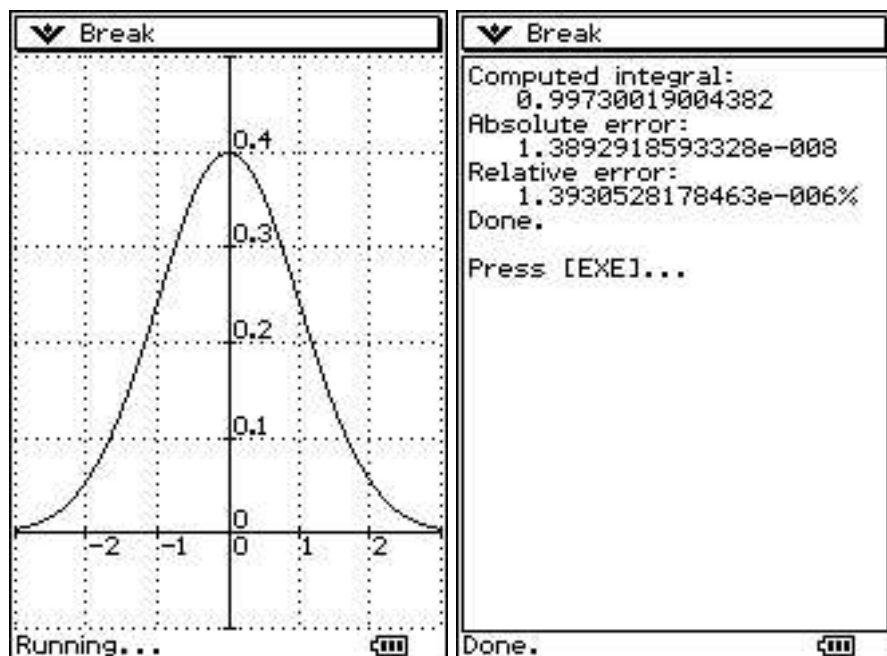 Break
0.4
0.3
0.2
0.1
0
-2 -1 0 1 2
Running...
Break
Computed integral:
0.99730019004382
Absolute error:
1.3892918593328e-008
Relative error:
1.3930528178463e-006%
Done.
Press [EXE]...
Done.